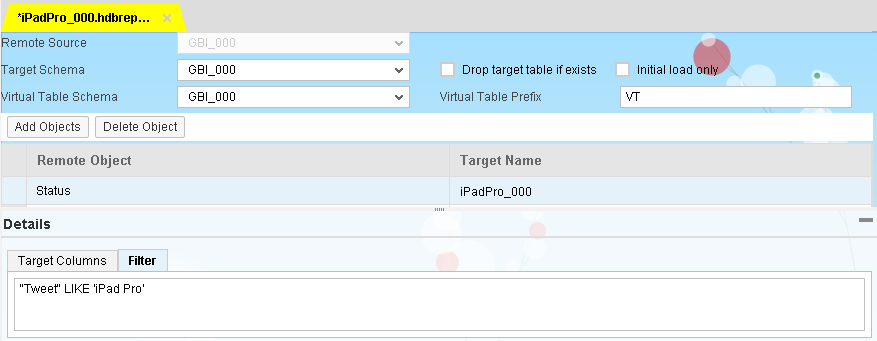 *iPadPro_000.hdbrep...
Remote Source GBI_000
Target Schema GBI_000 Drop target table if exists Initial load only
Virtual Table Schema GBI_000 Virtual Table Prefix VT
Add Objects Delete Object
Remote Object Target Name
Status iPadPro_000
Details
Target Columns Filter
"Tweet" LIKE 'iPad Pro'